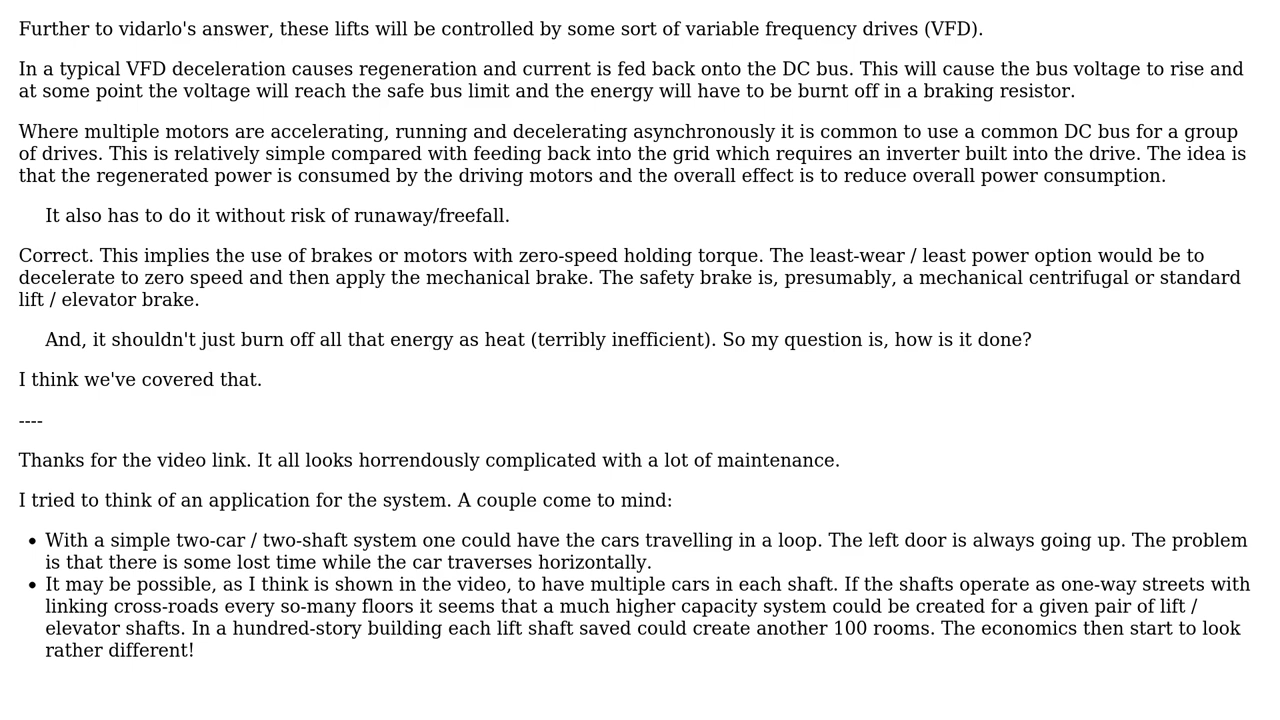 Further to vidarlo's answer, these lifts will be controlled by some sort of variable frequency drives (VFD).
In a typical VFD deceleration causes regeneration and current is fed back onto the DC bus. This will cause the bus voltage to rise and
at some point the voltage will reach the safe bus limit and the energy will have to be burnt off in a braking resistor.
Where multiple motors are accelerating, running and decelerating asynchronously it is common to use a common DC bus for a group
of drives. This is relatively simple compared with feeding back into the grid which requires an inverter built into the drive. The idea is
that the regenerated power is consumed by the driving motors and the overall effect is to reduce overall power consumption.
It also has to do it without risk of runaway/freefall.
Correct. This implies the use of brakes or motors with zero-speed holding torque. The least-wear / least power option would be to
decelerate to zero speed and then apply the mechanical brake. The safety brake is, presumably, a mechanical centrifugal or standard
lift / elevator brake.
And, it shouldn't just burn off all that energy as heat (terribly inefficient). So my question is, how is it done?
I think we've covered that.
----
Thanks for the video link. It all looks horrendously complicated with a lot of maintenance.
I tried to think of an application for the system. A couple come to mind:
• With a simple two-car / two-shaft system one could have the cars travelling in a loop. The left door is always going up. The problem
is that there is some lost time while the car traverses horizontally.
• It may be possible, as I think is shown in the video, to have multiple cars in each shaft. If the shafts operate as one-way streets with
linking cross-roads every so-many floors it seems that a much higher capacity system could be created for a given pair of lift /
elevator shafts. In a hundred-story building each lift shaft saved could create another 100 rooms. The economics then start to look
rather different!